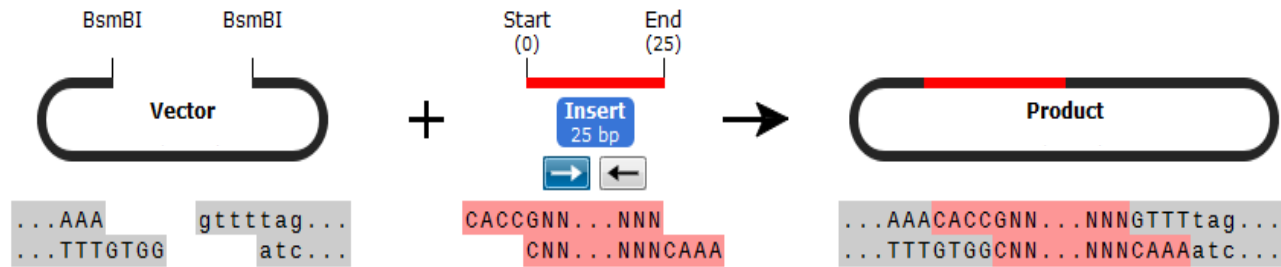 BsmBI BsmBI Start End
(0) (25)
Vector + Insert Product
25 bp
...AAA gttttag... CACCGNN...NNN ...AAACACCGNN...NNNGTTTtag...
...TTTGTGG atc... CNN...NNNCAAA ...TTTGTGGCNN...NNNCAAAatc...